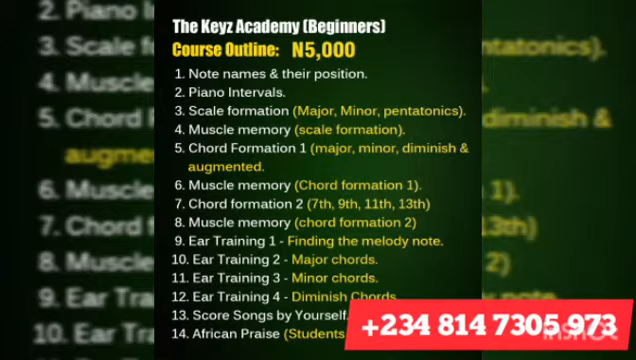 The Keyz Academy (Beginners)
Course Outline: N5,000
1. Note names & their position.
2. Piano Intervals.
3. Scale formation (Major, Minor, pentatonics).
4. Muscle memory (scale formation).
5. Chord Formation 1 (major, minor, diminish &
augmented.
6. Muscle memory (Chord formation 1).
7. Chord formation 2 (7th, 9th, 11th, 13th)
8. Muscle memory (chord formation 2)
9. Ear Training 1 - Finding the melody note.
10. Ear Training 2 - Major chords.
11. Ear Training 3 - Minor chords.
12. Ear Training 4 - Diminish Chords.
13. Score Songs by Yourself.
14. African Praise (Students
+234 814 7305 973